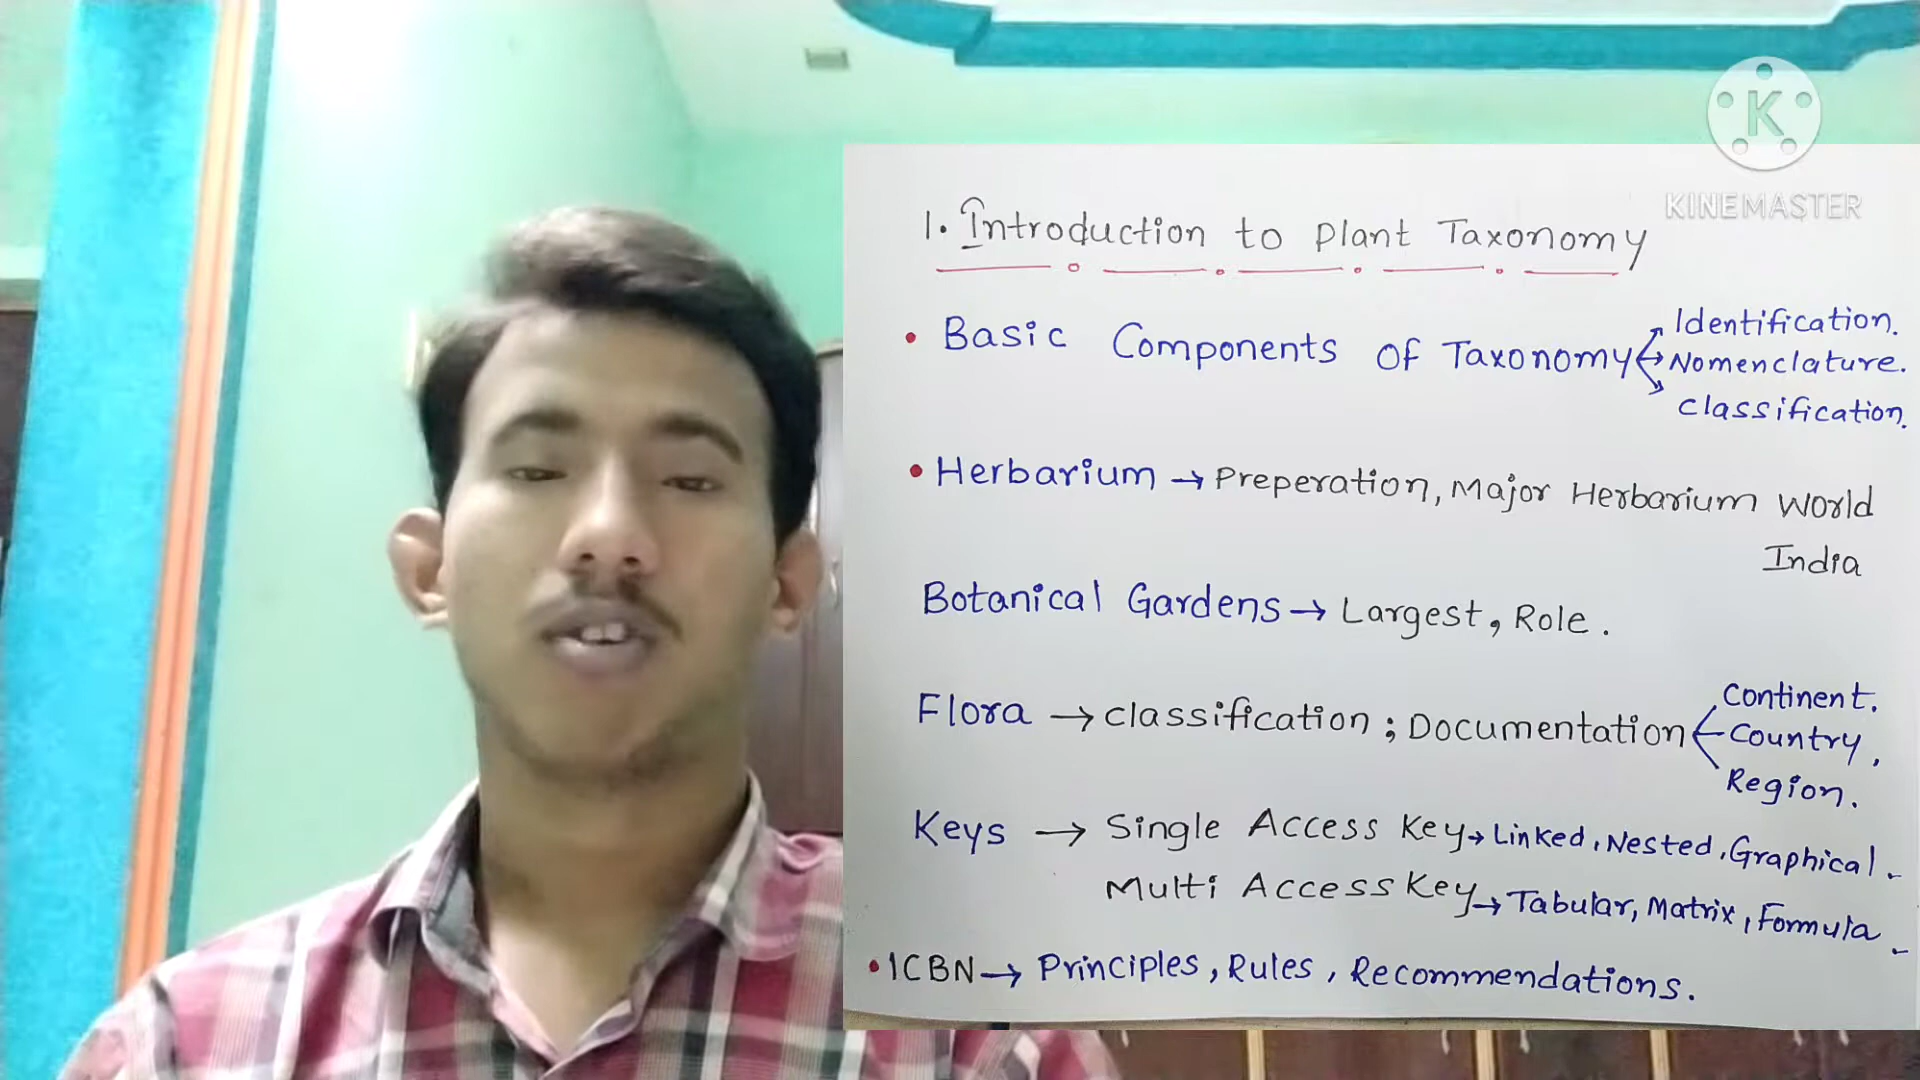 K
KINEMASTER
1. Introduction to Plant Taxonomy
• Basic Components of Taxonomy → Identification.
→ Nomenclature.
→ Classification.
• Herbarium → Preperation, Major Herbarium World
India
Botanical Gardens → Largest, Role.
Flora → Classification ; Documentation Continent.
Country,
Region.
Keys → Single Access Key → Linked, Nested, Graphical.
Multi Access Key → Tabular, Matrix, Formula.
• ICBN → Principles, Rules, Recommendations.